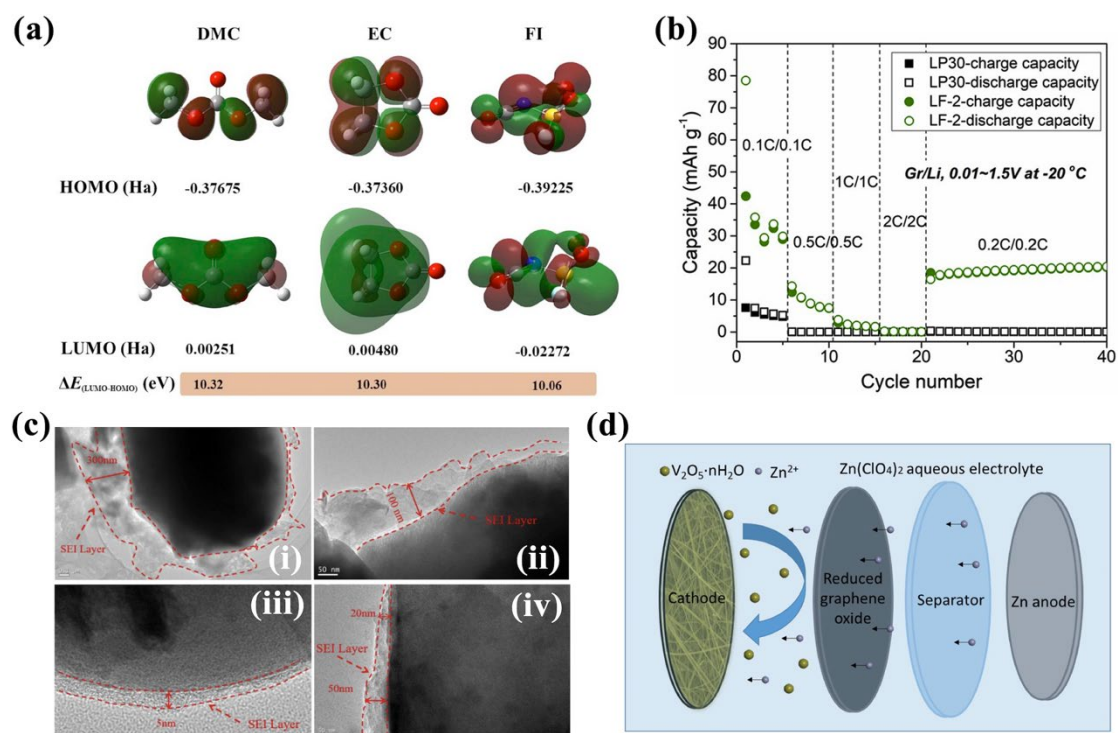 (a)
DMC EC FI
HOMO (Ha) -0.37675 -0.37360 -0.39225
LUMO (Ha) 0.00251 0.00480 -0.02272
ΔE(LUMO-HOMO) (eV) 10.32 10.30 10.06
(b)
90
80
70
60
50
40
30
20
10
0
Capacity (mAh g⁻¹)
LP30-charge capacity
LP30-discharge capacity
LF-2-charge capacity
LF-2-discharge capacity
0.1C/0.1C
0.5C/0.5C
1C/1C
2C/2C
Gr/Li, 0.01~1.5V at -20 °C
0.2C/0.2C
0 10 20 30 40
Cycle number
(c)
300nm
SEI Layer
(i)
100 nm
SEI Layer
50 nm
(ii)
(iii)
5nm
SEI Layer
20nm
SEI Layer
50nm
(iv)
(d)
V₂O₅·nH₂O Zn²⁺ Zn(ClO₄)₂ aqueous electrolyte
Cathode
Reduced
graphene
oxide
Separator
Zn anode